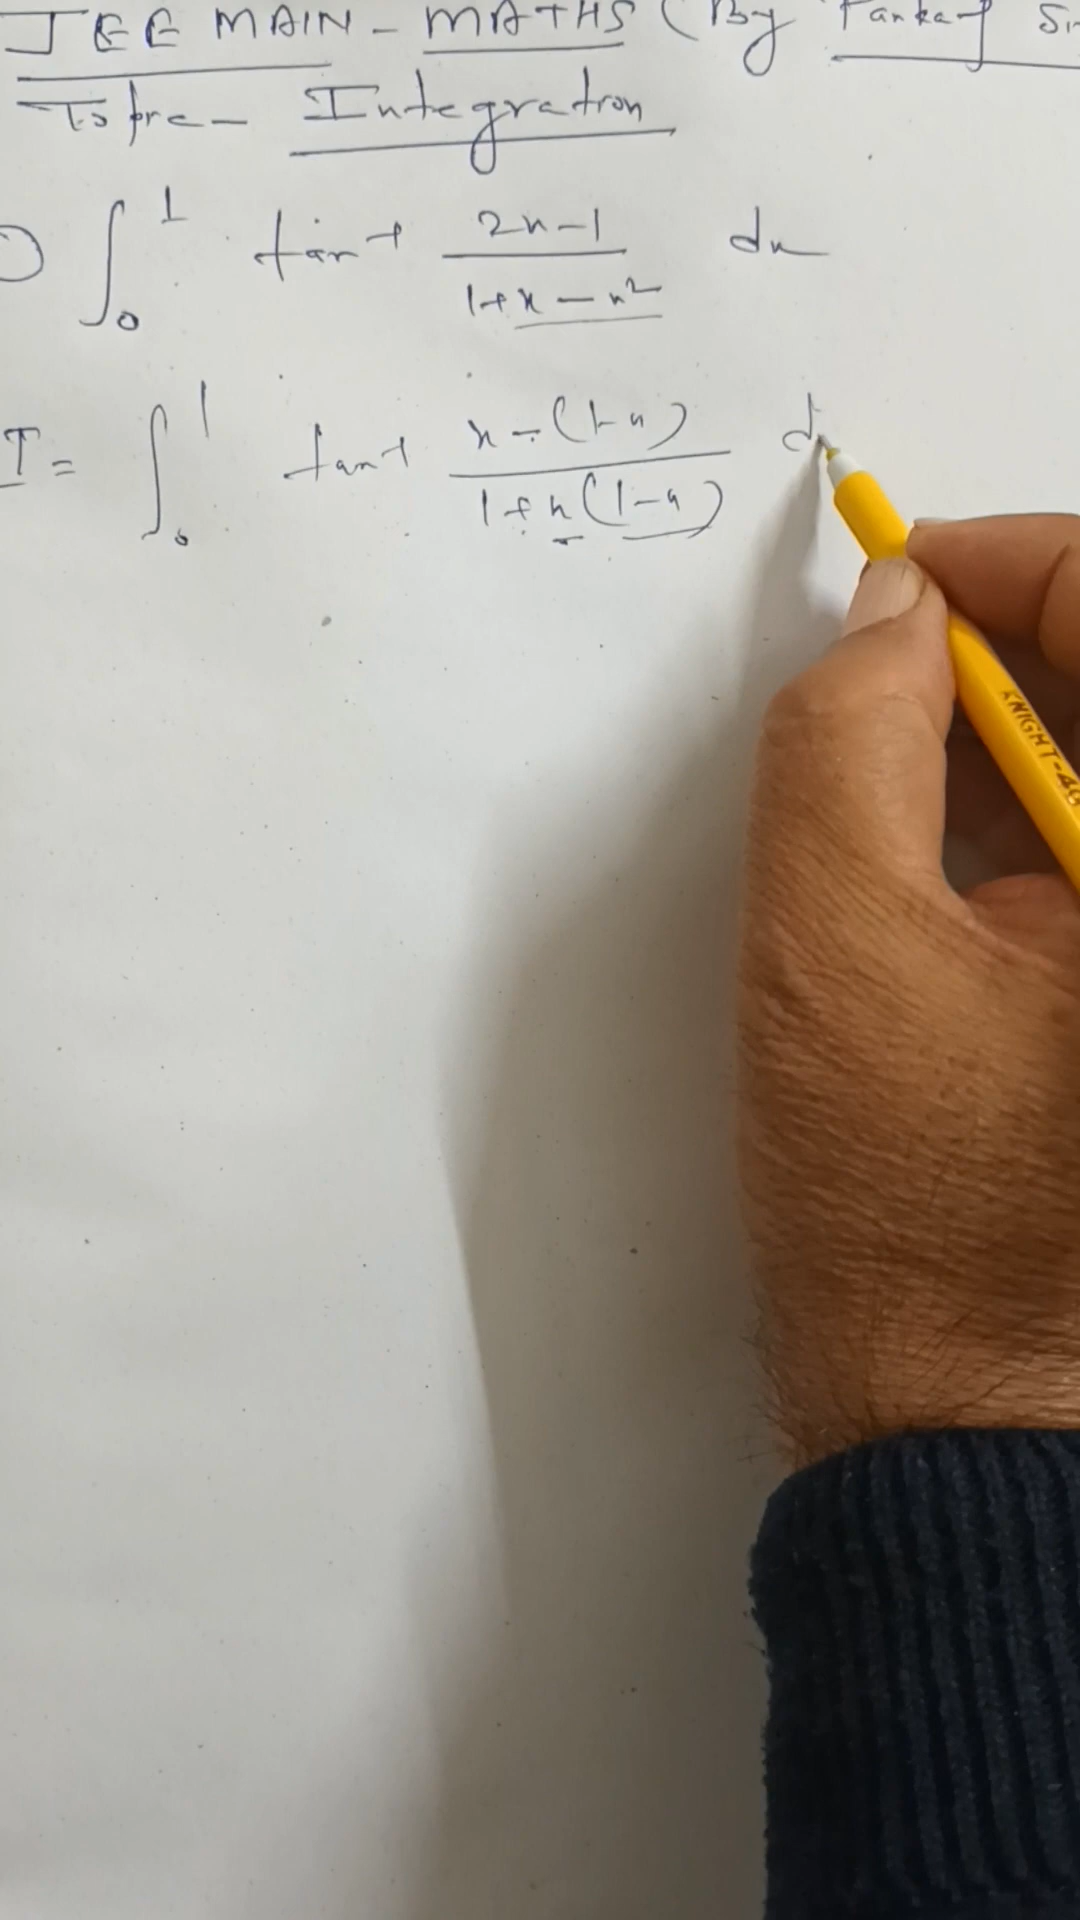 JEE MAIN - MATHS (By Pankaj
Integration
∫₀¹ tan⁻¹ (2x-1)/(1+x-x²) dx
I = ∫₀¹ tan⁻¹ (x-(1-x))/(1+x(1-x)) d
KNIGHT-